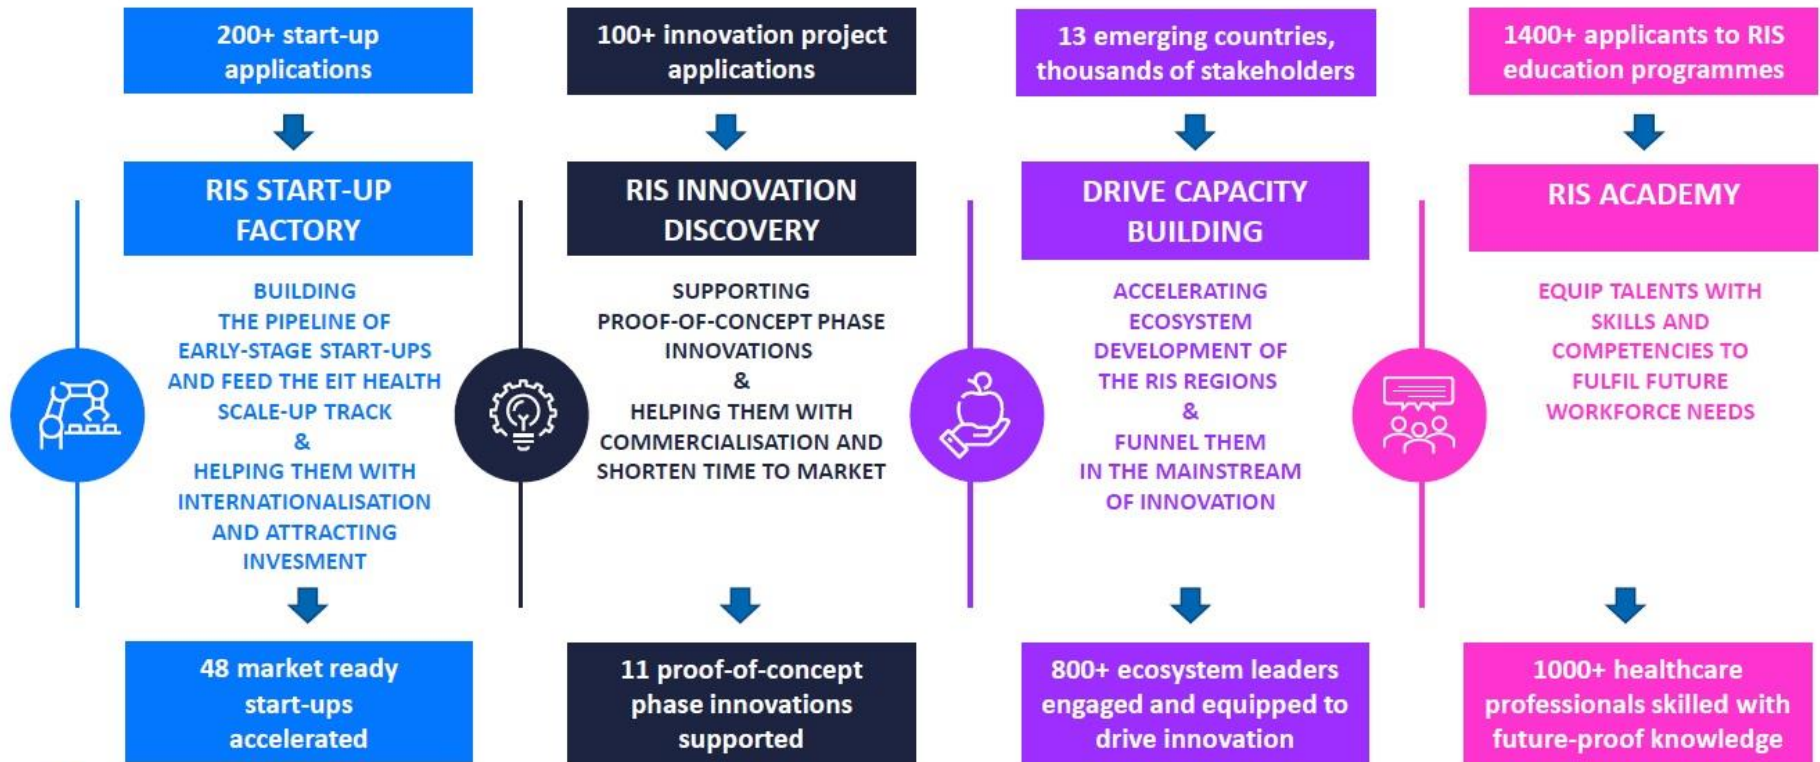 200+ start-up
applications
RIS START-UP
FACTORY
BUILDING
THE PIPELINE OF
EARLY-STAGE START-UPS
AND FEED THE EIT HEALTH
SCALE-UP TRACK
&
HELPING THEM WITH
INTERNATIONALISATION
AND ATTRACTING
INVESMENT
48 market ready
start-ups
accelerated
100+ innovation project
applications
RIS INNOVATION
DISCOVERY
SUPPORTING
PROOF-OF-CONCEPT PHASE
INNOVATIONS
&
HELPING THEM WITH
COMMERCIALISATION AND
SHORTEN TIME TO MARKET
11 proof-of-concept
phase innovations
supported
13 emerging countries,
thousands of stakeholders
DRIVE CAPACITY
BUILDING
ACCELERATING
ECOSYSTEM
DEVELOPMENT OF
THE RIS REGIONS
&
FUNNEL THEM
IN THE MAINSTREAM
OF INNOVATION
800+ ecosystem leaders
engaged and equipped to
drive innovation
1400+ applicants to RIS
education programmes
RIS ACADEMY
EQUIP TALENTS WITH
SKILLS AND
COMPETENCIES TO
FULFIL FUTURE
WORKFORCE NEEDS
1000+ healthcare
professionals skilled with
future-proof knowledge